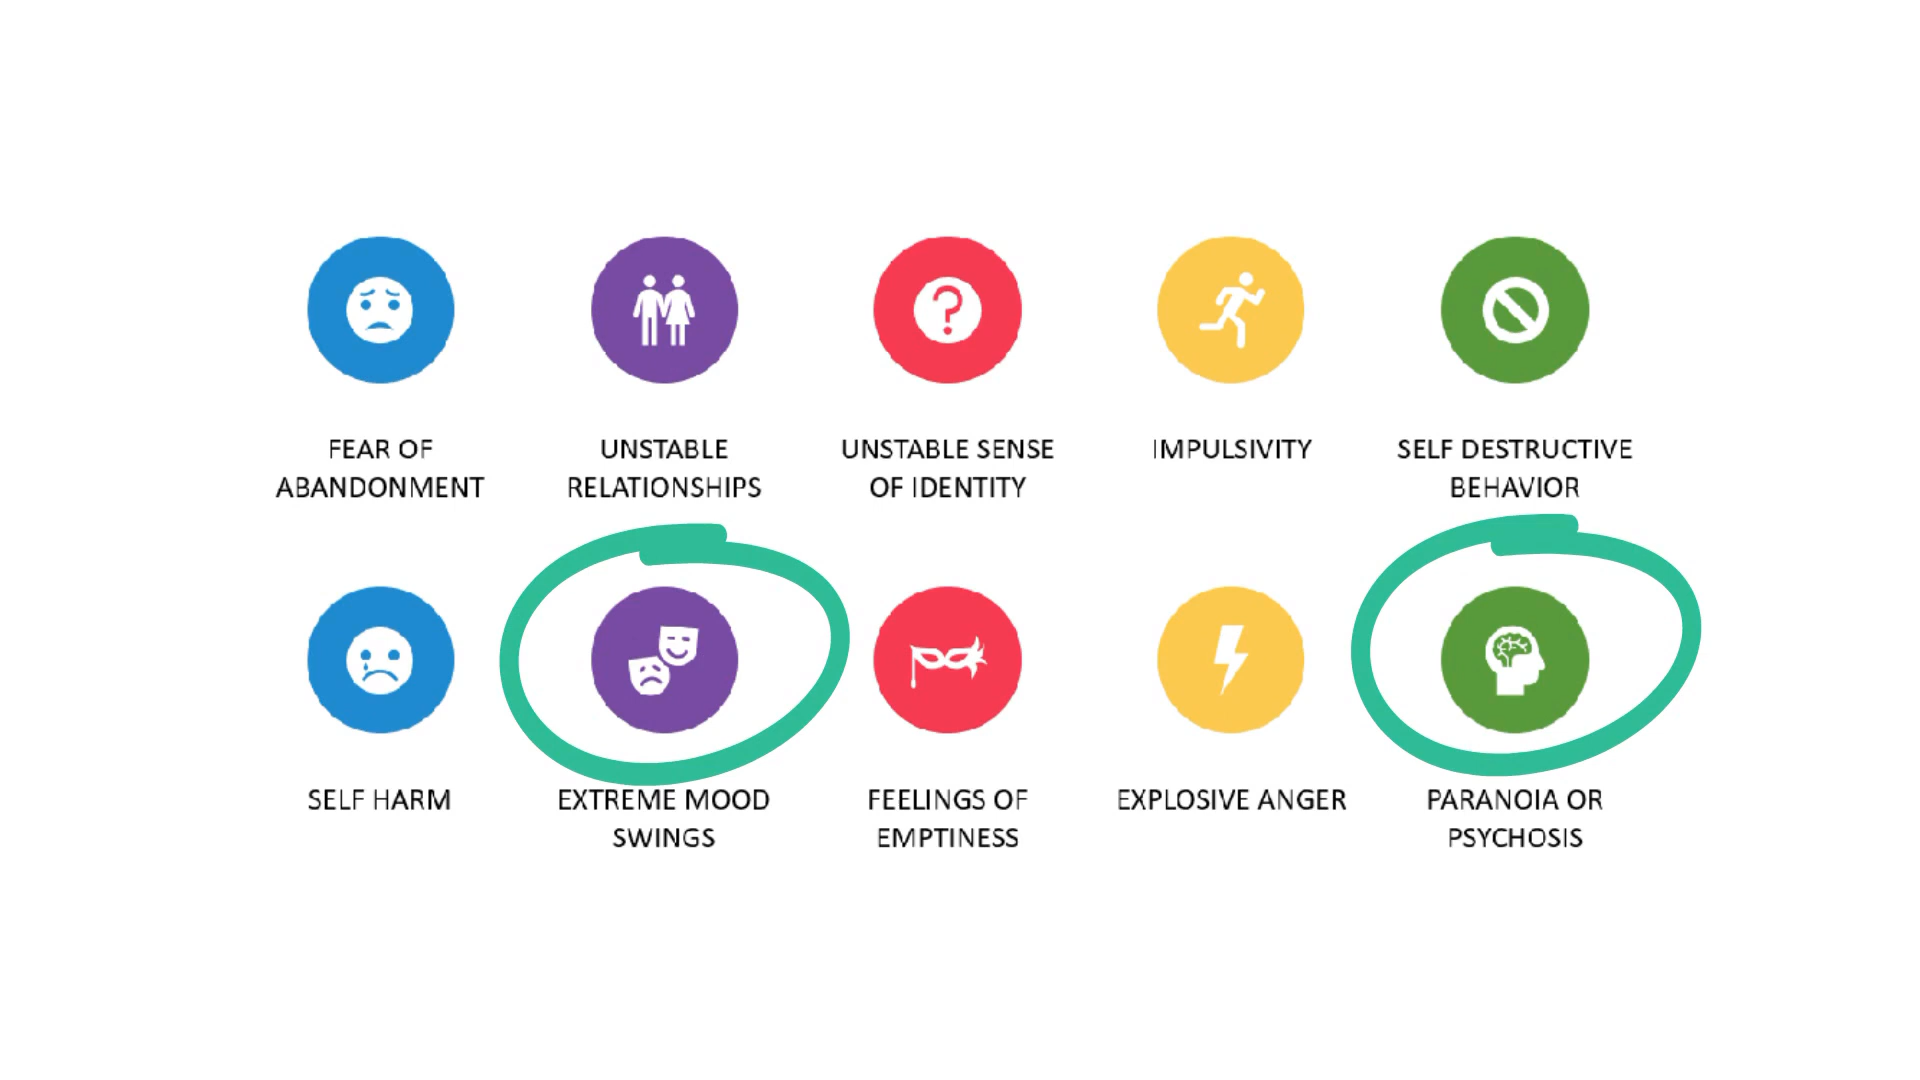 FEAR OF
ABANDONMENT
UNSTABLE
RELATIONSHIPS
UNSTABLE SENSE
OF IDENTITY
IMPULSIVITY
SELF DESTRUCTIVE
BEHAVIOR
SELF HARM
EXTREME MOOD
SWINGS
FEELINGS OF
EMPTINESS
EXPLOSIVE ANGER
PARANOIA OR
PSYCHOSIS